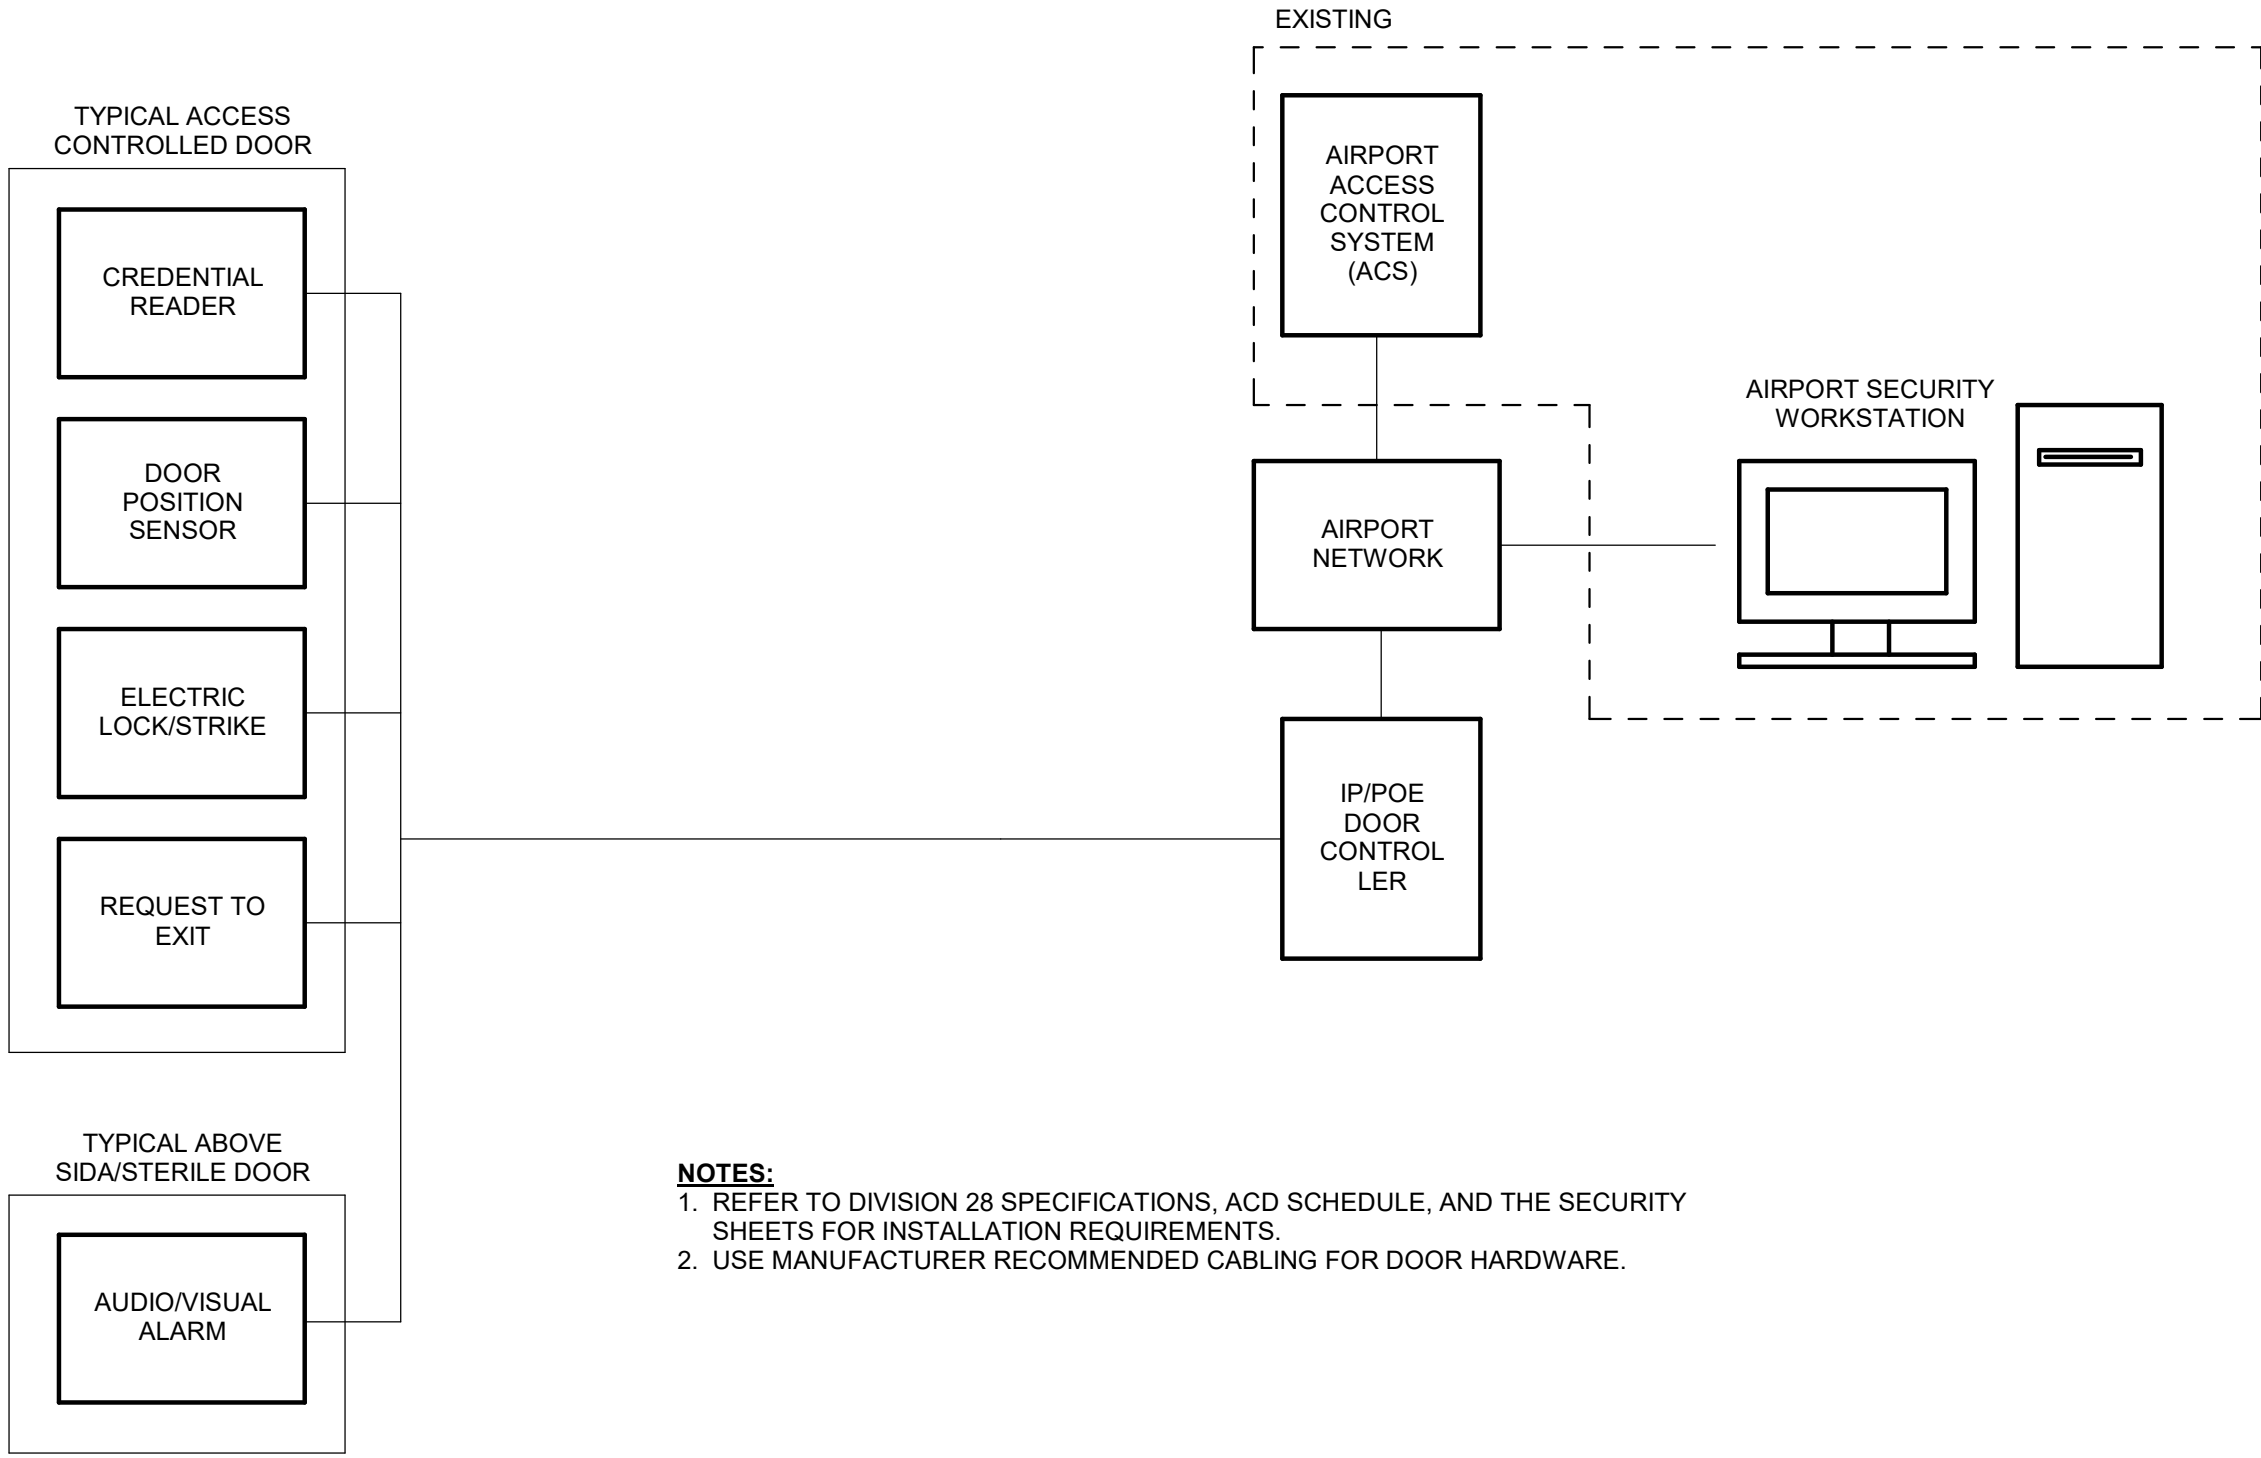 EXISTING
TYPICAL ACCESS
CONTROLLED DOOR
CREDENTIAL
READER
DOOR
POSITION
SENSOR
ELECTRIC
LOCK/STRIKE
REQUEST TO
EXIT
TYPICAL ABOVE
SIDA/STERILE DOOR
AUDIO/VISUAL
ALARM
AIRPORT
ACCESS
CONTROL
SYSTEM
(ACS)
AIRPORT SECURITY
WORKSTATION
AIRPORT
NETWORK
IP/POE
DOOR
CONTROL
LER
NOTES:
1. REFER TO DIVISION 28 SPECIFICATIONS, ACD SCHEDULE, AND THE SECURITY
SHEETS FOR INSTALLATION REQUIREMENTS.
2. USE MANUFACTURER RECOMMENDED CABLING FOR DOOR HARDWARE.